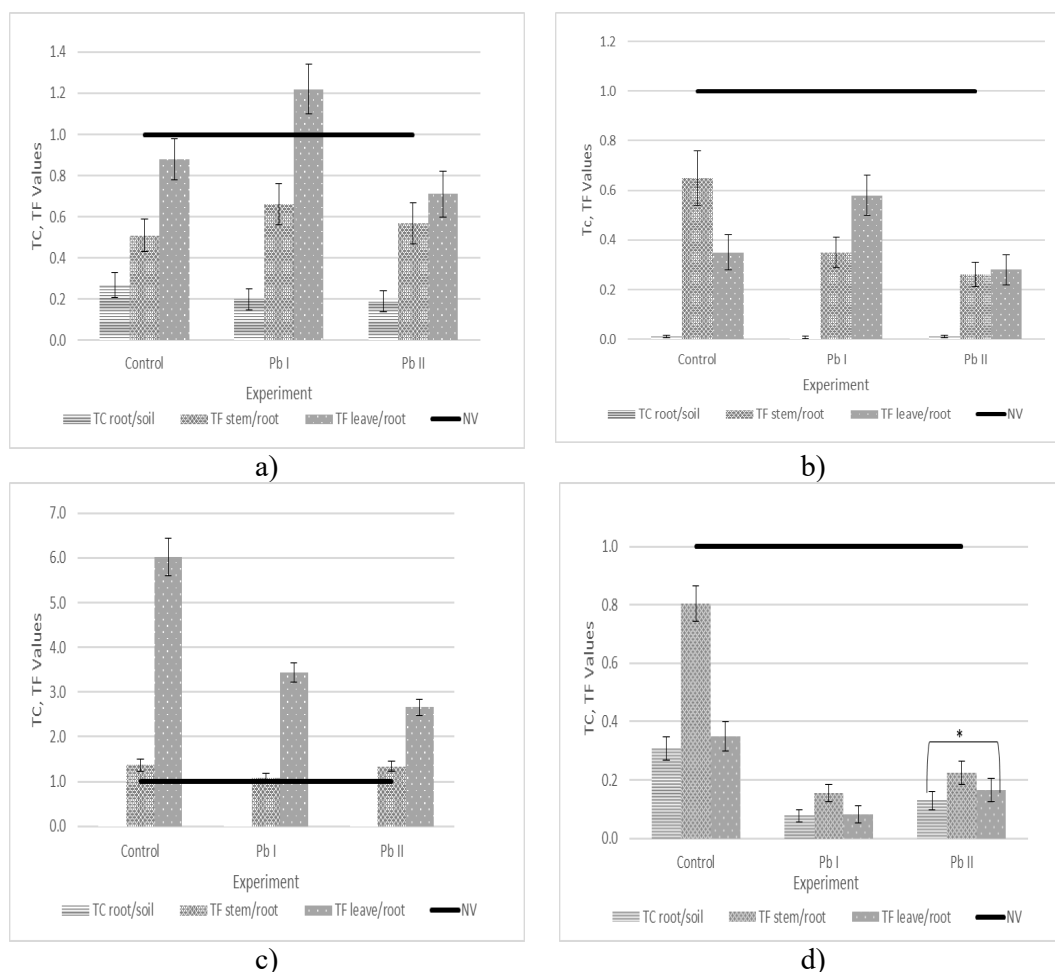 TC, TF Values
1.4
1.2
1.0
0.8
0.6
0.4
0.2
0.0
Control Pb I Pb II
Experiment
TC root/soil TF stem/root TF leave/root NV
a)
Tc, TF Values
1.2
1.0
0.8
0.6
0.4
0.2
0.0
Control Pb I Pb II
Experiment
TC root/soil TF stem/root TF leave/root NV
b)
TC, TF Values
7.0
6.0
5.0
4.0
3.0
2.0
1.0
0.0
Control Pb I Pb II
Experiment
TC root/soil TF stem/root TF leave/root NV
c)
TC, TF Values
1.0
0.8
0.6
0.4
0.2
0.0
*
Control Pb I Pb II
Experiment
TC root/soil TF stem/root TF leave/root NV
d)